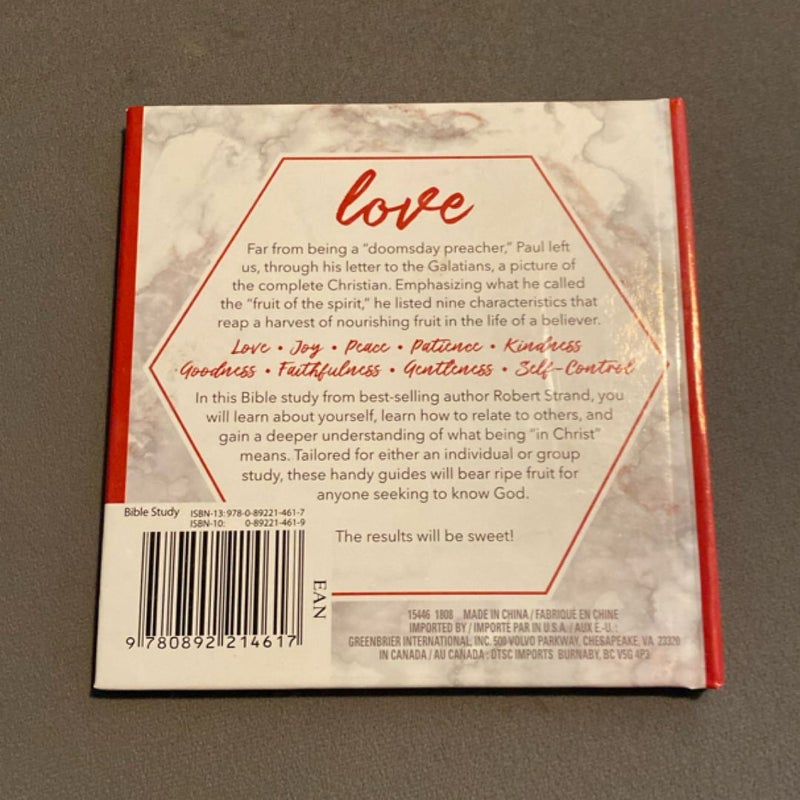 love
Far from being a "doomsday preacher," Paul left
us, through his letter to the Galatians, a picture of
the complete Christian. Emphasizing what he called
the "fruit of the spirit," he listed nine characteristics that
reap a harvest of nourishing fruit in the life of a believer.
Love • Joy • Peace • Patience • Kindness
Goodness • Faithfulness • Gentleness • Self-Control
In this Bible study from best-selling author Robert Strand, you
will learn about yourself, learn how to relate to others, and
gain a deeper understanding of what being "in Christ"
means. Tailored for either an individual or group
study, these handy guides will bear ripe fruit for
anyone seeking to know God.
The results will be sweet!
Bible Study ISBN-13: 978-0-89221-461-7
ISBN-10: 0-89221-461-9
EAN
9 780892 214617
15446 1808 MADE IN CHINA / FABRIQUÉ EN CHINE
IMPORTED BY / IMPORTÉ PAR IN U.S.A. / AUX É.-U. :
GREENBRIER INTERNATIONAL, INC. 500 VOLVO PARKWAY, CHESAPEAKE, VA 23320
IN CANADA / AU CANADA : DTSC IMPORTS BURNABY, BC V5G 4P3